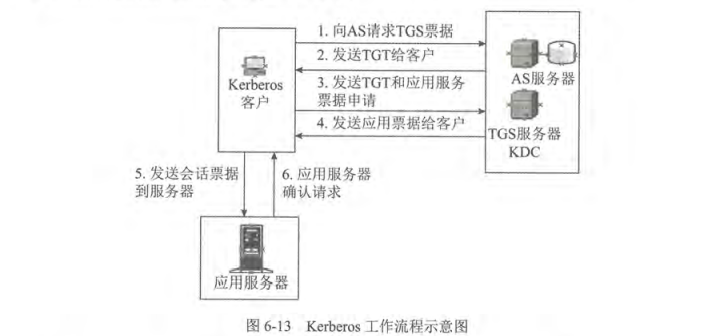 1. 向AS请求TGS票据
2. 发送TGT给客户
Kerberos
客户
3. 发送TGT和应用服务
票据申请
4. 发送应用票据给客户
AS服务器
TGS服务器
KDC
5. 发送会话票据
到服务器
6. 应用服务器
确认请求
应用服务器
图 6-13 Kerberos 工作流程示意图